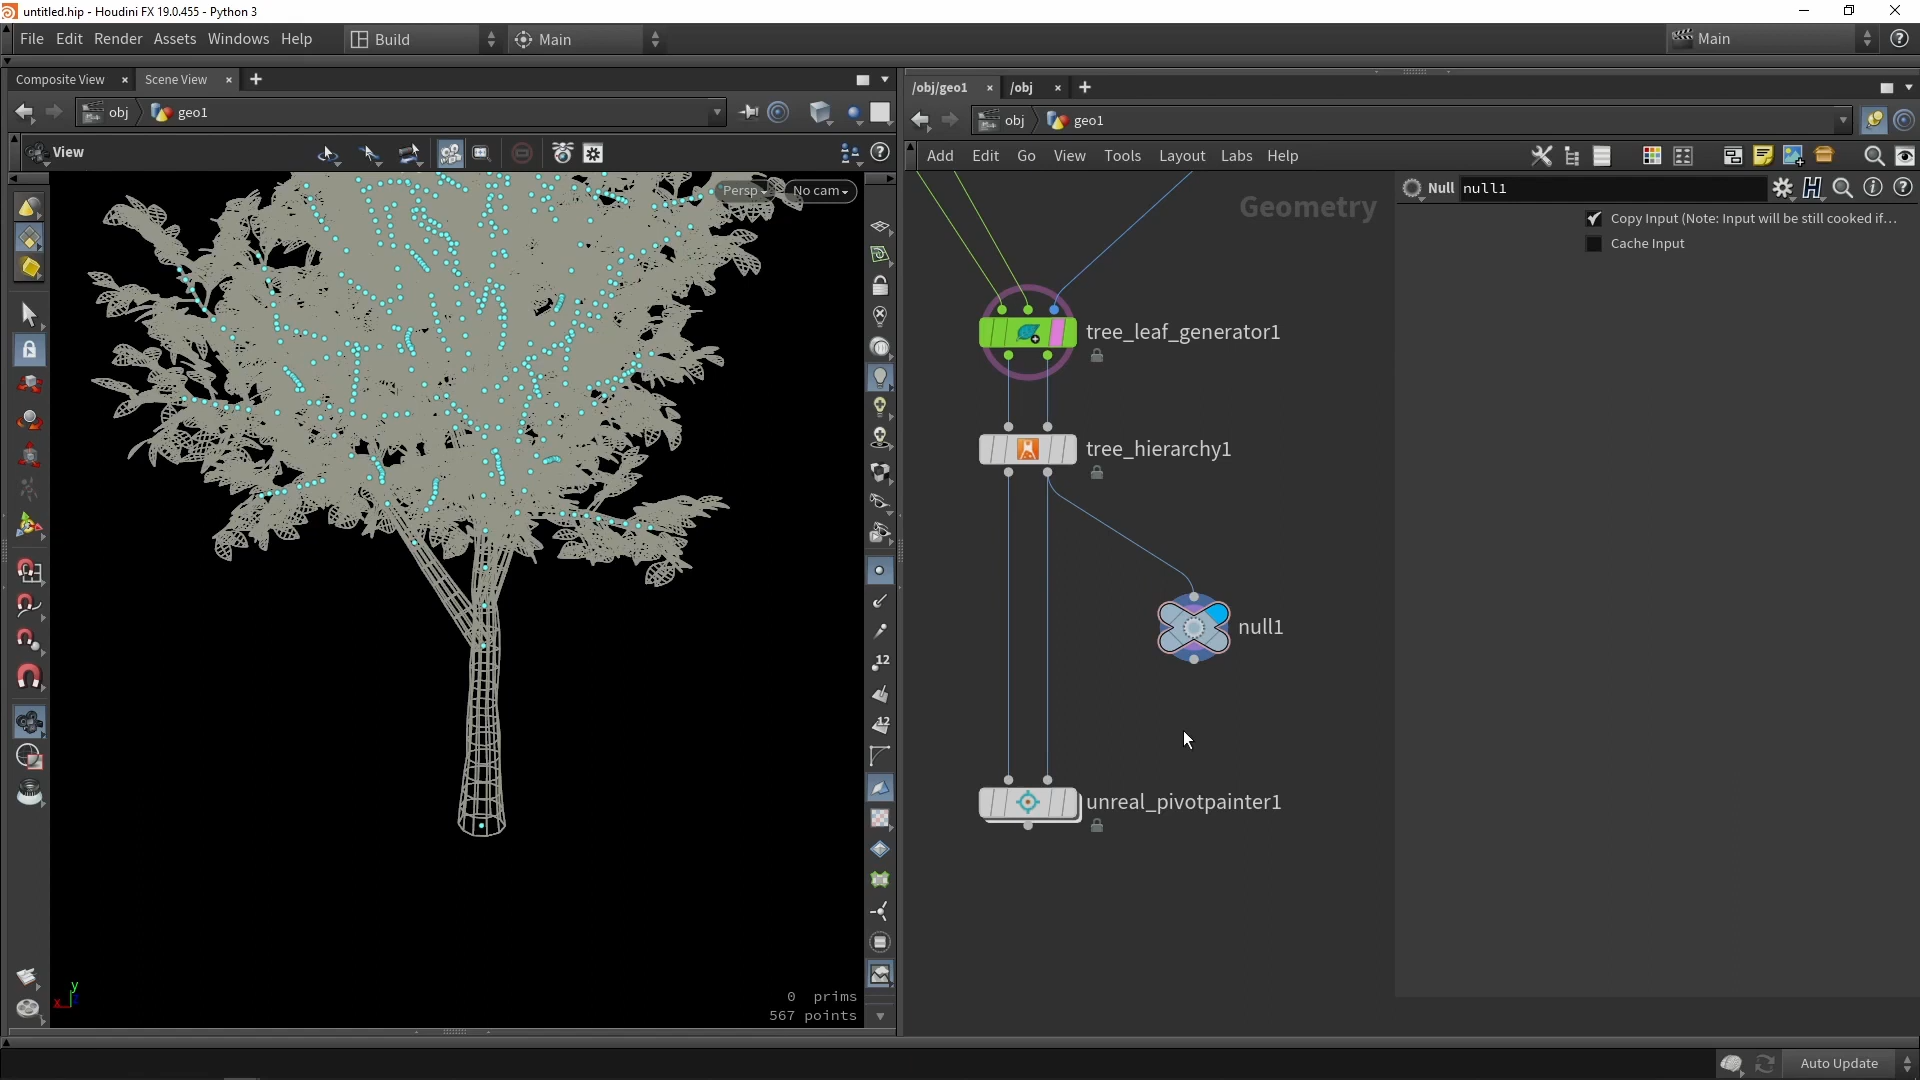 untitled.hip - Houdini FX 19.0.455 - Python 3
File Edit Render Assets Windows Help Build Main Main
Composite View × Scene View ×
obj geo1
View
Persp No cam
12
12
y
x
0 prims
567 points
/obj/geo1 × /obj ×
obj geo1
Add Edit Go View Tools Layout Labs Help
Geometry
tree_leaf_generator1
tree_hierarchy1
null1
unreal_pivotpainter1
Null null1
Copy Input (Note: Input will be still cooked if...
Cache Input
Auto Update